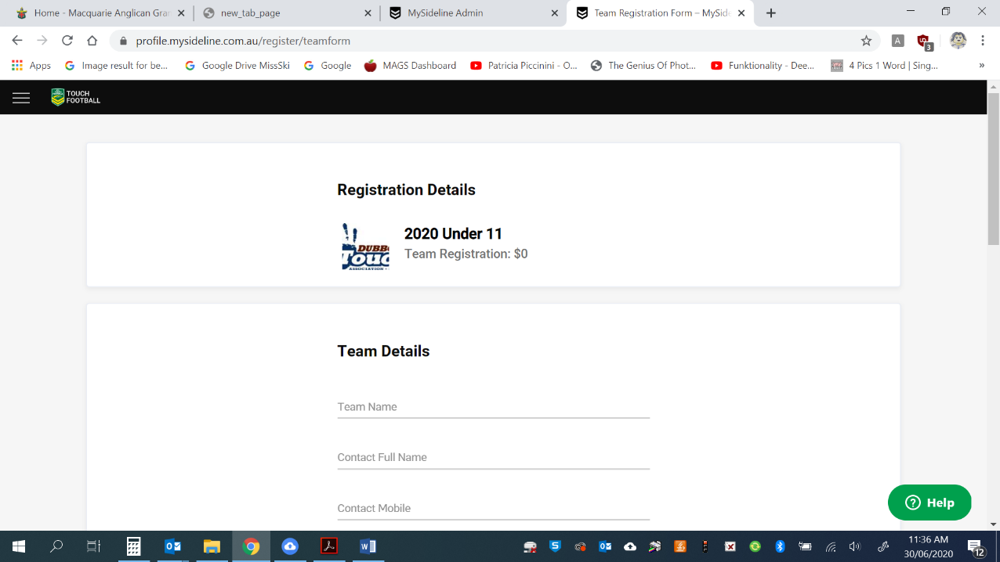 Home - Macquarie Anglican Gra
new_tab_page
MySideline Admin
Team Registration Form – MySide
profile.mysideline.com.au/register/teamform
A
3
Apps
Image result for be...
Google Drive MissSki
Google
MAGS Dashboard
Patricia Piccinini - O...
The Genius Of Phot...
Funktionality - Dee...
4 Pics 1 Word | Sing...
»
TOUCH
FOOTBALL
Registration Details
2020 Under 11
Team Registration: $0
DUBB
Touc
ASSOCIATION
Team Details
Team Name
Contact Full Name
Contact Mobile
Help
11:36 AM
30/06/2020
12